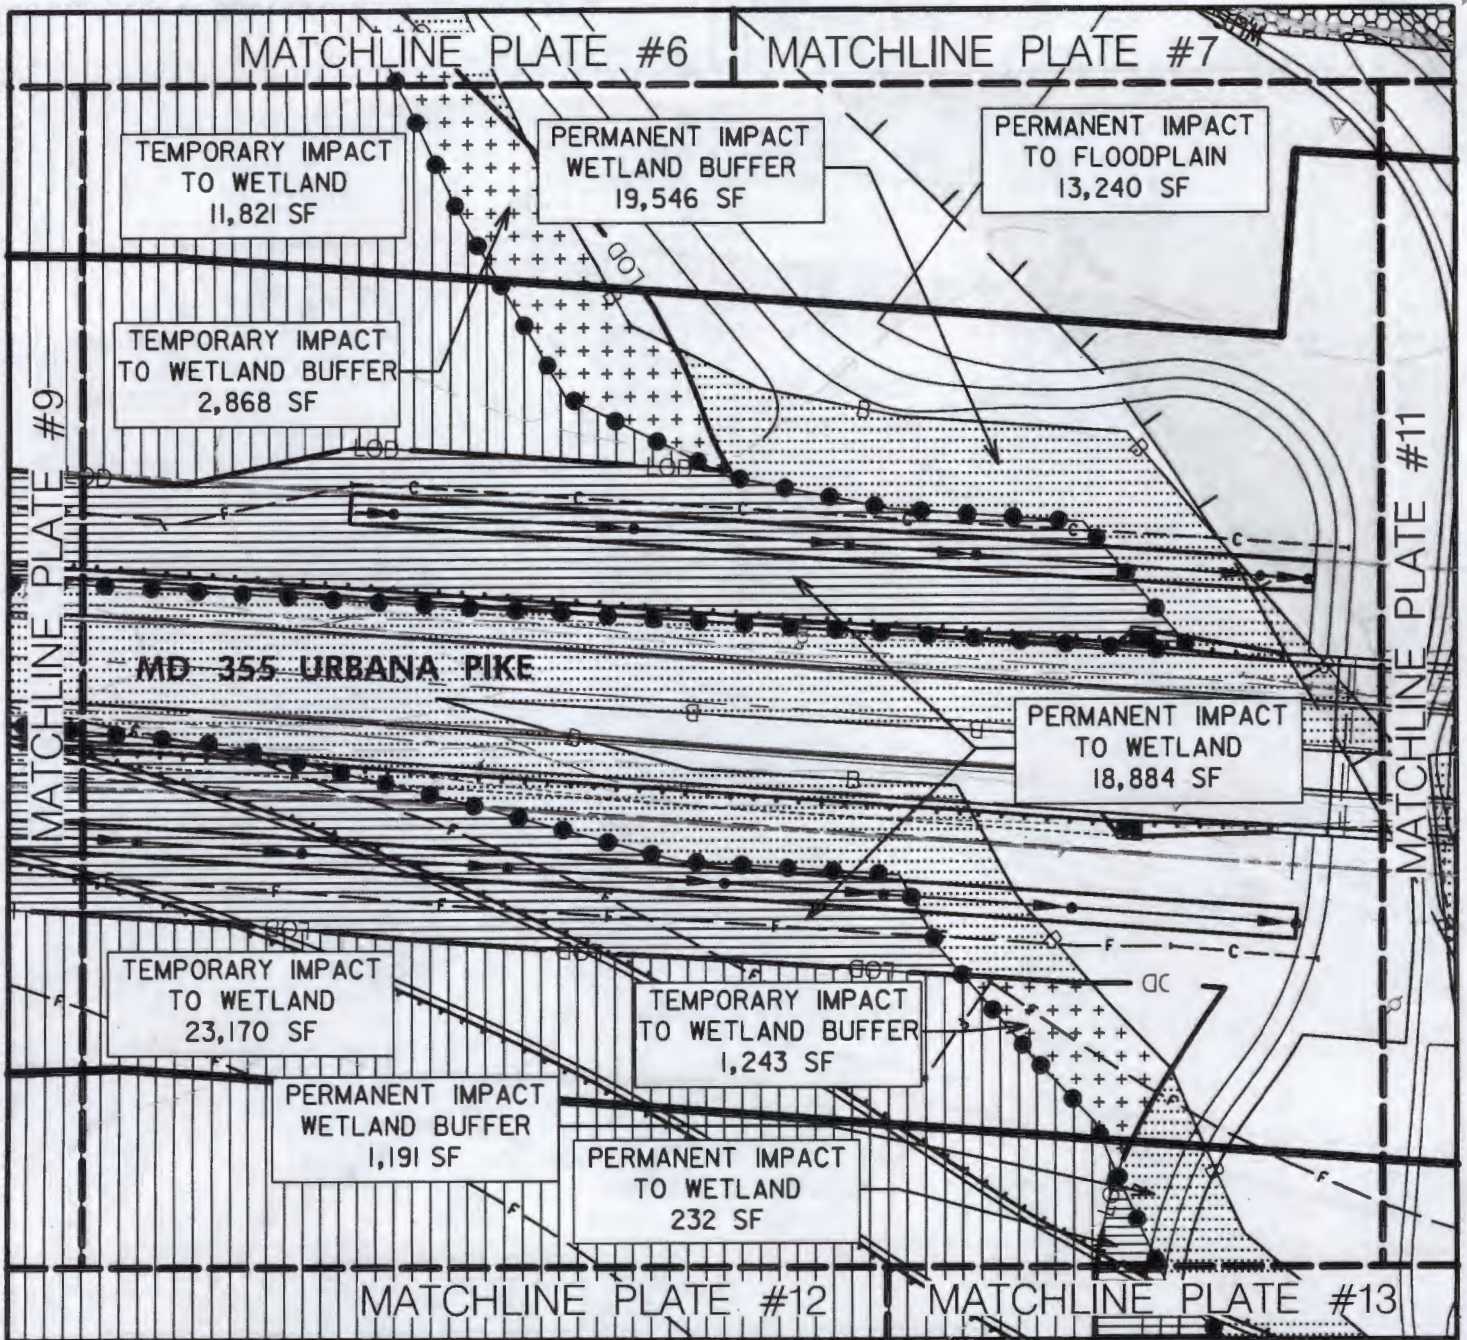 MATCHLINE PLATE #6
MATCHLINE PLATE #7
TEMPORARY IMPACT
TO WETLAND
11,821 SF
PERMANENT IMPACT
WETLAND BUFFER
19,546 SF
PERMANENT IMPACT
TO FLOODPLAIN
13,240 SF
LOD
TEMPORARY IMPACT
TO WETLAND BUFFER
2,868 SF
MATCHLINE PLATE #9
MATCHLINE PLATE #11
LOD
LOD
B
B
C
C
C
C
C
C
F
F
MD 355 URBANA PIKE
B
B
B
B
PERMANENT IMPACT
TO WETLAND
18,884 SF
F
F
F
F
F
F
F
C
LOD
LOD
B
F
F
TEMPORARY IMPACT
TO WETLAND
23,170 SF
TEMPORARY IMPACT
TO WETLAND BUFFER
1,243 SF
PERMANENT IMPACT
WETLAND BUFFER
1,191 SF
PERMANENT IMPACT
TO WETLAND
232 SF
B
F
F
MATCHLINE PLATE #12
MATCHLINE PLATE #13